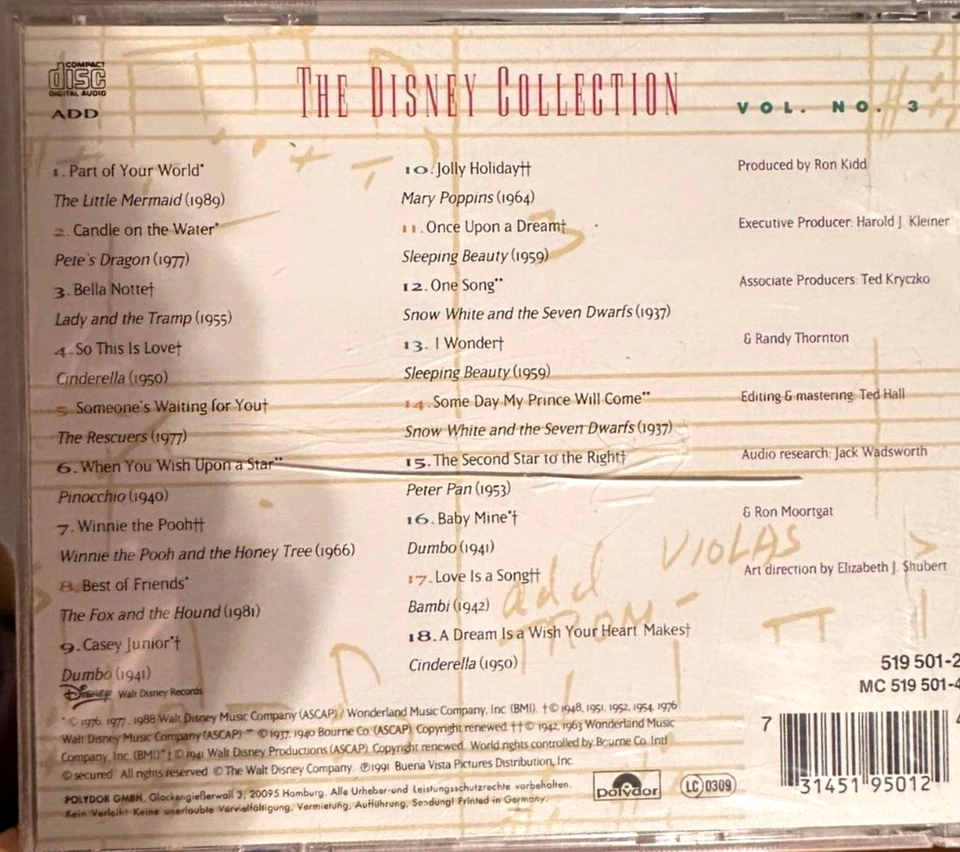 COMPACT
disc
DIGITAL AUDIO
ADD
THE DISNEY COLLECTION VOL. NO. 3
1. Part of Your World*
The Little Mermaid (1989)
2. Candle on the Water*
Pete's Dragon (1977)
3. Bella Notte†
Lady and the Tramp (1955)
4. So This Is Love†
Cinderella (1950)
5. Someone's Waiting for You†
The Rescuers (1977)
6. When You Wish Upon a Star**
Pinocchio (1940)
7. Winnie the Pooh††
Winnie the Pooh and the Honey Tree (1966)
8. Best of Friends*
The Fox and the Hound (1981)
9. Casey Junior*†
Dumbo (1941)
10. Jolly Holiday††
Mary Poppins (1964)
11. Once Upon a Dream†
Sleeping Beauty (1959)
12. One Song**
Snow White and the Seven Dwarfs (1937)
13. I Wonder†
Sleeping Beauty (1959)
14. Some Day My Prince Will Come**
Snow White and the Seven Dwarfs (1937)
15. The Second Star to the Right†
Peter Pan (1953)
16. Baby Mine*†
Dumbo (1941)
17. Love Is a Song††
Bambi (1942)
18. A Dream Is a Wish Your Heart Makes†
Cinderella (1950)
Produced by Ron Kidd
Executive Producer: Harold J. Kleiner
Associate Producers: Ted Kryczko
& Randy Thornton
Editing & mastering: Ted Hall
Audio research: Jack Wadsworth
& Ron Moortgat
Art direction by Elizabeth J. Shubert
add VIOLAS
519 501-2
MC 519 501-4
Disney Walt Disney Records
* © 1976, 1977, 1988 Walt Disney Music Company (ASCAP) / Wonderland Music Company, Inc (BMI). †© 1948, 1951, 1952, 1954, 1976
Walt Disney Music Company (ASCAP) ** ©1937, 1940 Bourne Co. (ASCAP) Copyright renewed. ††© 1942, 1963 Wonderland Music
Company, Inc. (BMI) *† © 1941 Walt Disney Productions (ASCAP) Copyright renewed. World rights controlled by Bourne Co. Intl
© secured. All rights reserved. © The Walt Disney Company. ℗1991 Buena Vista Pictures Distribution, Inc.
POLYDOR GMBH, Glockengießerwall 3, 20095 Hamburg. Alle Urheber-und Leistungsschutzrechte vorbehalten.
Kein Verleih! Keine unerlaubte Vervielfältigung, Vermietung, Aufführung, Sendung! Printed in Germany.
polydor
LC 0309
7 31451 95012 4